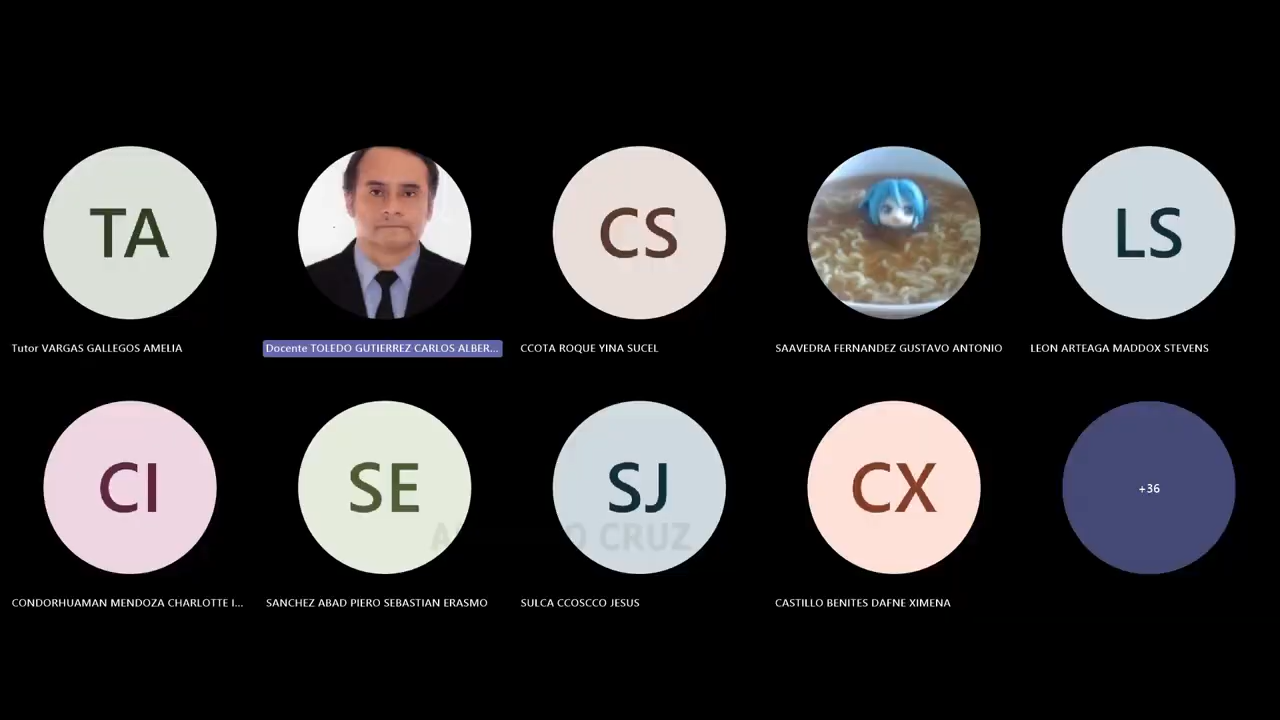 TA
CS
LS
Tutor VARGAS GALLEGOS AMELIA
Docente TOLEDO GUTIERREZ CARLOS ALBER...
CCOTA ROQUE YINA SUCEL
SAAVEDRA FERNANDEZ GUSTAVO ANTONIO
LEON ARTEAGA MADDOX STEVENS
CI
SE
SJ
CX
+36
CRUZ
CONDORHUAMAN MENDOZA CHARLOTTE I...
SANCHEZ ABAD PIERO SEBASTIAN ERASMO
SULCA CCOSCCO JESUS
CASTILLO BENITES DAFNE XIMENA